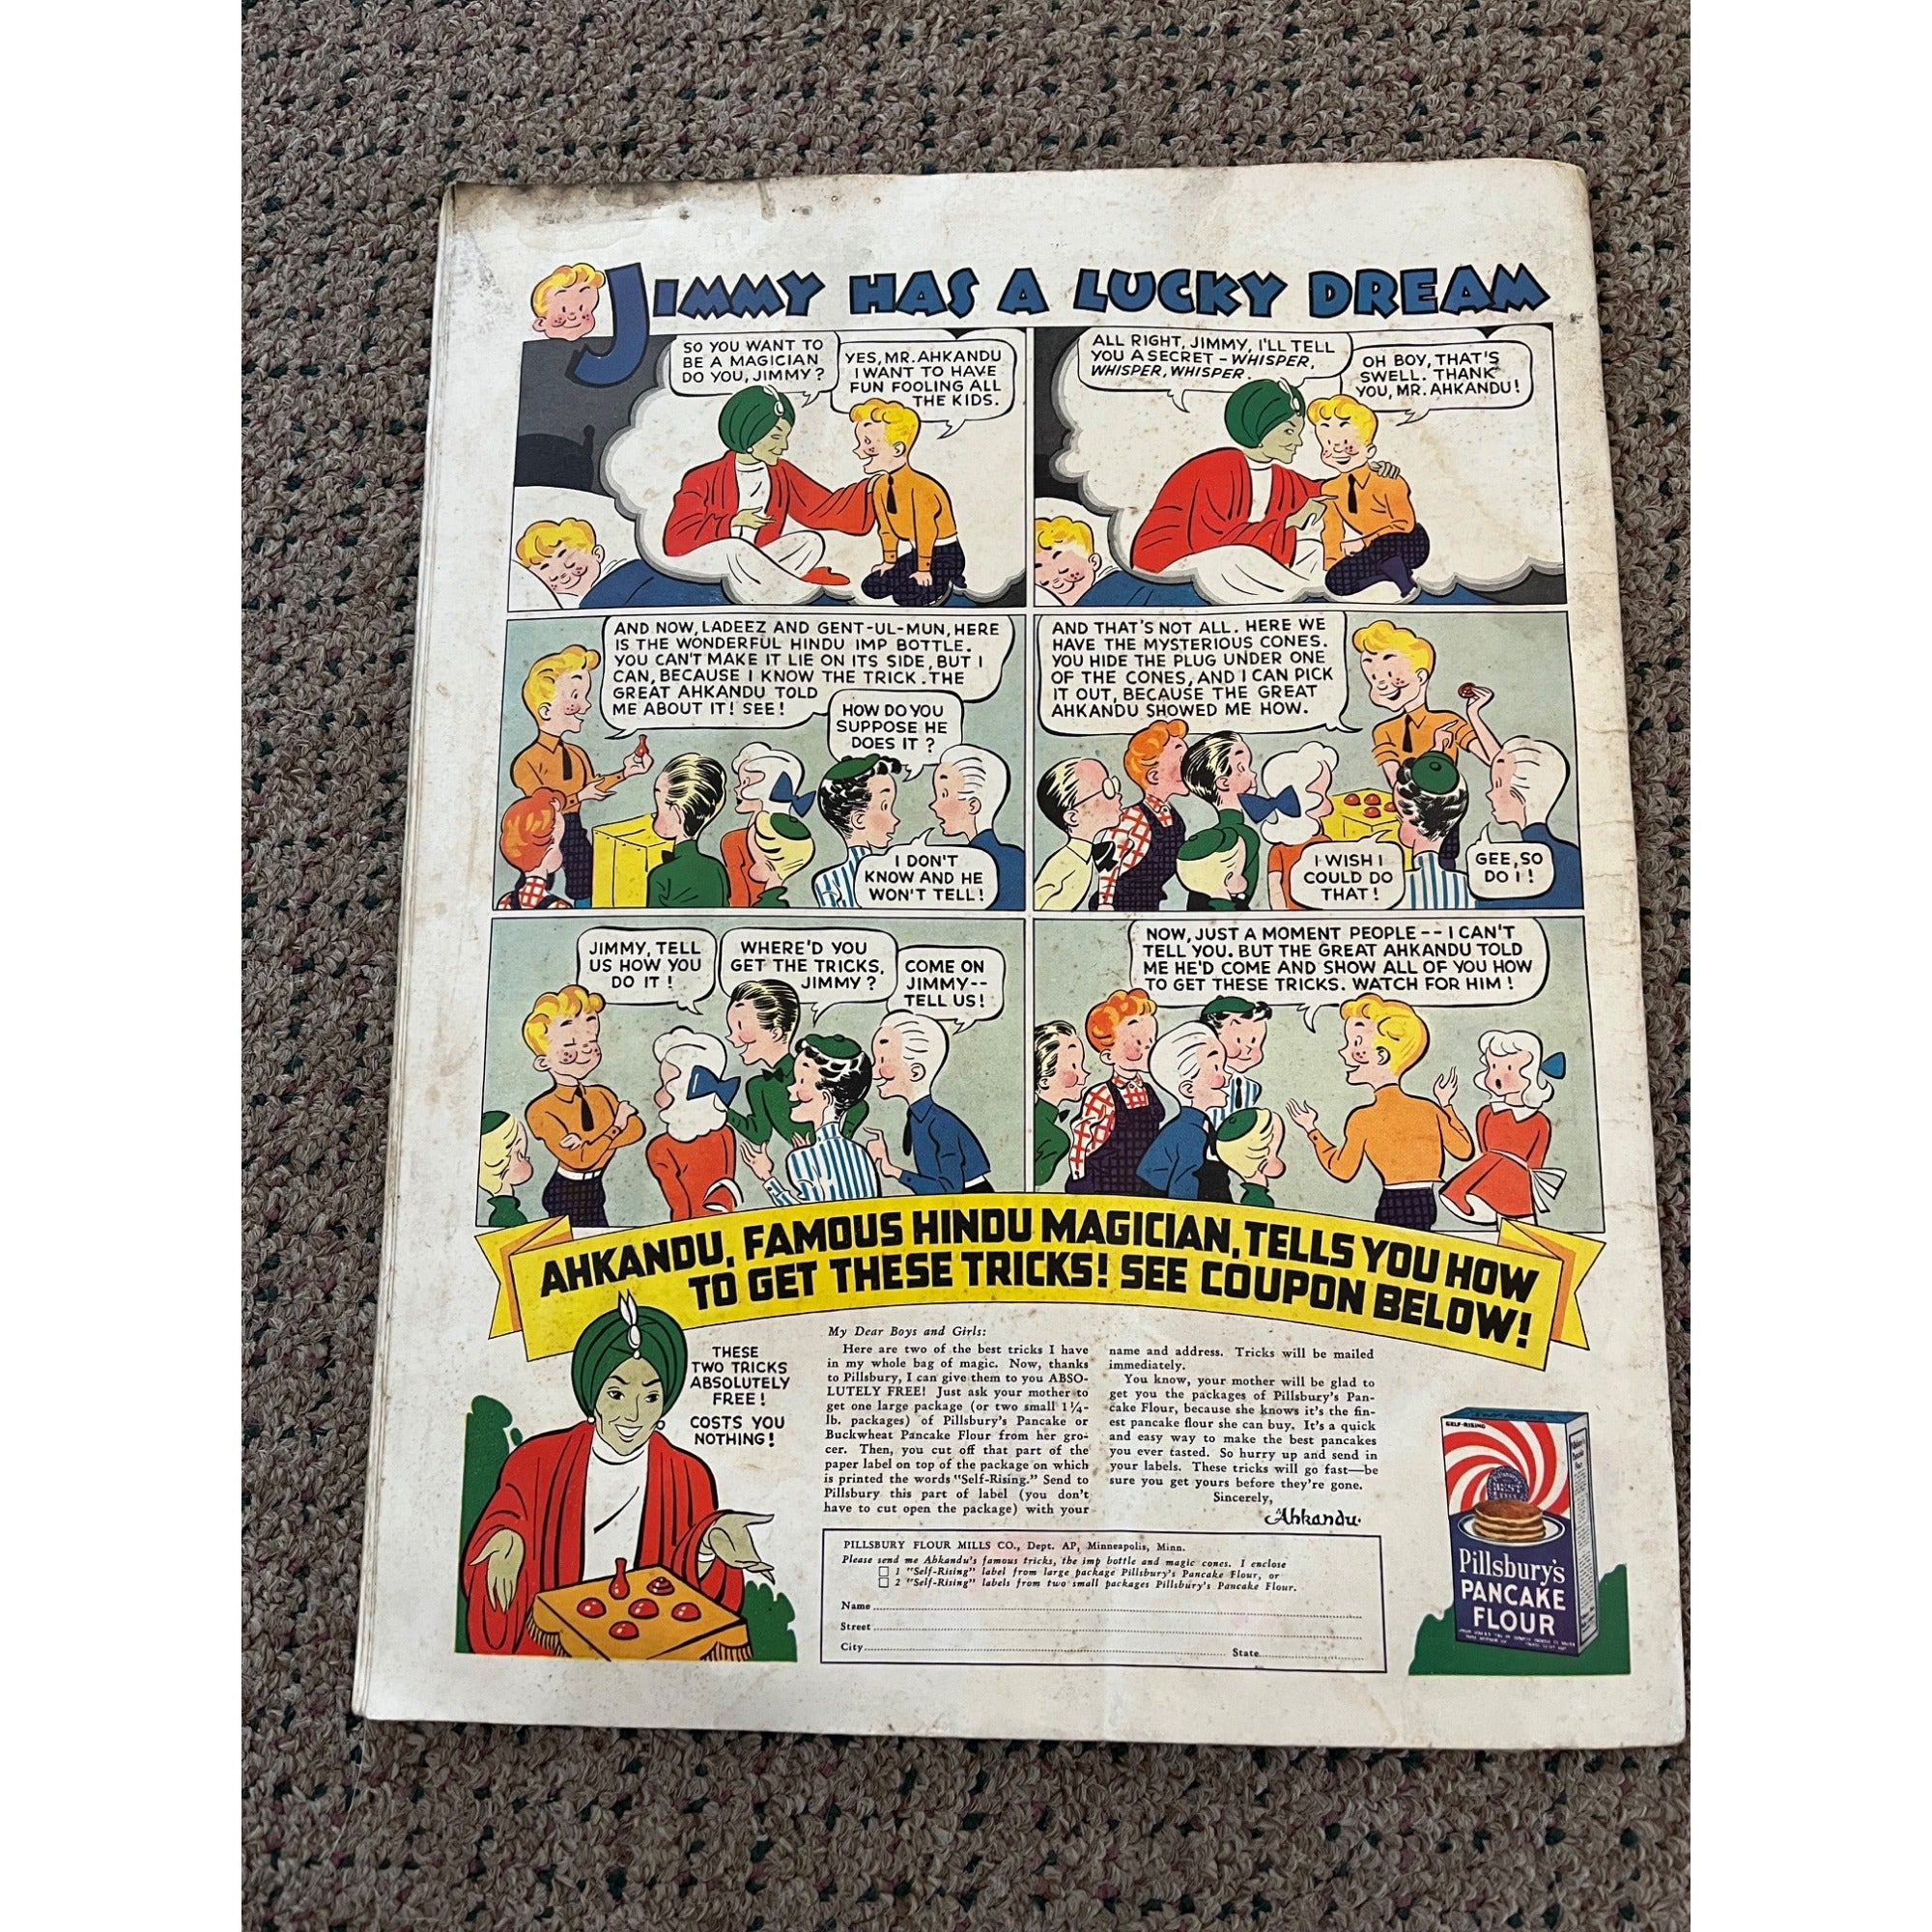 JIMMY HAS A LUCKY DREAM
SO YOU WANT TO
BE A MAGICIAN
DO YOU, JIMMY?
YES, MR. AHKANDU
I WANT TO HAVE
FUN FOOLING ALL
THE KIDS.
ALL RIGHT, JIMMY, I'LL TELL
YOU A SECRET - WHISPER,
WHISPER, WHISPER.
OH BOY, THAT'S
SWELL. THANK
YOU, MR. AHKANDU!
AND NOW, LADEEZ AND GENT-UL-MUN, HERE
IS THE WONDERFUL HINDU IMP BOTTLE.
YOU CAN'T MAKE IT LIE ON ITS SIDE, BUT I
CAN, BECAUSE I KNOW THE TRICK. THE
GREAT AHKANDU TOLD
ME ABOUT IT! SEE!
HOW DO YOU
SUPPOSE HE
DOES IT?
I DON'T
KNOW AND HE
WON'T TELL!
AND THAT'S NOT ALL. HERE WE
HAVE THE MYSTERIOUS CONES.
YOU HIDE THE PLUG UNDER ONE
OF THE CONES, AND I CAN PICK
IT OUT, BECAUSE THE GREAT
AHKANDU SHOWED ME HOW.
I WISH I
COULD DO
THAT!
GEE, SO
DO I!
JIMMY, TELL
US HOW YOU
DO IT!
WHERE'D YOU
GET THE TRICKS,
JIMMY?
COME ON
JIMMY--
TELL US!
NOW, JUST A MOMENT PEOPLE -- I CAN'T
TELL YOU. BUT THE GREAT AHKANDU TOLD
ME HE'D COME AND SHOW ALL OF YOU HOW
TO GET THESE TRICKS. WATCH FOR HIM!
AHKANDU, FAMOUS HINDU MAGICIAN, TELLS YOU HOW
TO GET THESE TRICKS! SEE COUPON BELOW!
THESE
TWO TRICKS
ABSOLUTELY
FREE!
COSTS YOU
NOTHING!
My Dear Boys and Girls:
Here are two of the best tricks I have
in my whole bag of magic. Now, thanks
to Pillsbury, I can give them to you ABSO-
LUTELY FREE! Just ask your mother to
get one large package (or two small 1¼-
lb. packages) of Pillsbury's Pancake or
Buckwheat Pancake Flour from her gro-
cer. Then, you cut off that part of the
paper label on top of the package on which
is printed the words "Self-Rising." Send to
Pillsbury this part of label (you don't
have to cut open the package) with your
name and address. Tricks will be mailed
immediately.
You know, your mother will be glad to
get you the packages of Pillsbury's Pan-
cake Flour, because she knows it's the fin-
est pancake flour she can buy. It's a quick
and easy way to make the best pancakes
you ever tasted. So hurry up and send in
your labels. These tricks will go fast—be
sure you get yours before they're gone.
Sincerely,
Ahkandu.
PILLSBURY FLOUR MILLS CO., Dept. AP, Minneapolis, Minn.
Please send me Ahkandu's famous tricks, the imp bottle and magic cones. I enclose
□ 1 "Self-Rising" label from large package Pillsbury's Pancake Flour, or
□ 2 "Self-Rising" labels from two small packages Pillsbury's Pancake Flour.
Name
Street
City State
SELF-RISING
BEST
Pillsbury's
PANCAKE
FLOUR